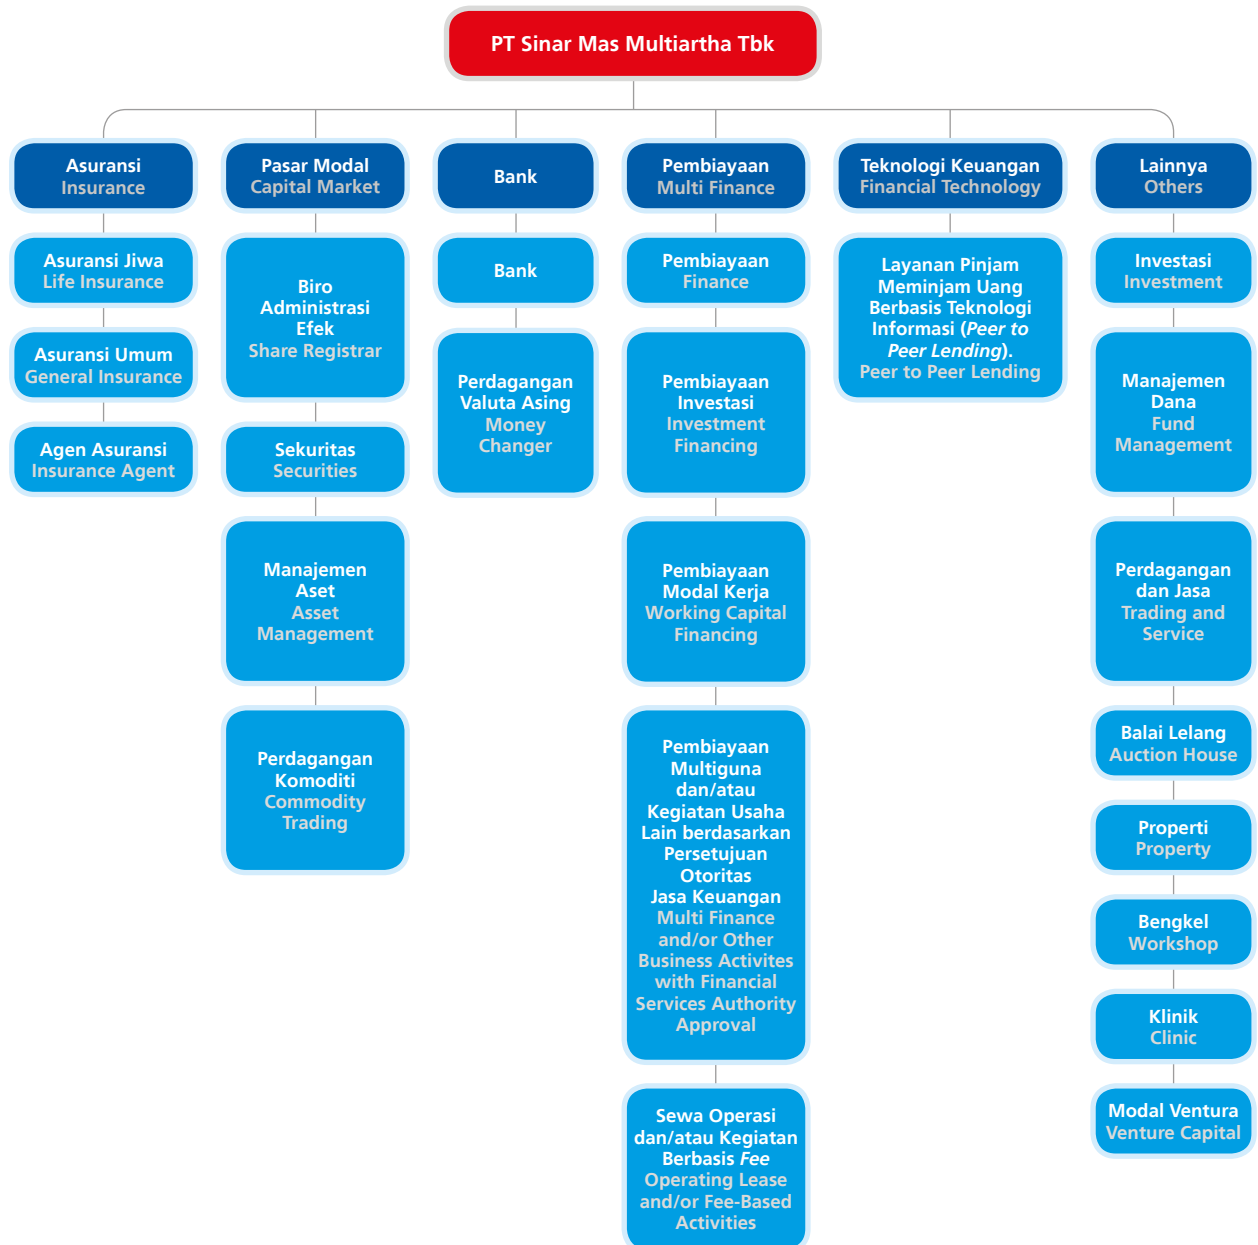 PT Sinar Mas Multiartha Tbk
Asuransi
Insurance
Asuransi Jiwa
Life Insurance
Asuransi Umum
General Insurance
Agen Asuransi
Insurance Agent
Pasar Modal
Capital Market
Biro
Administrasi
Efek
Share Registrar
Sekuritas
Securities
Manajemen
Aset
Asset
Management
Perdagangan
Komoditi
Commodity
Trading
Bank
Bank
Perdagangan
Valuta Asing
Money
Changer
Pembiayaan
Multi Finance
Pembiayaan
Finance
Pembiayaan
Investasi
Investment
Financing
Pembiayaan
Modal Kerja
Working Capital
Financing
Pembiayaan
Multiguna
dan/atau
Kegiatan Usaha
Lain berdasarkan
Persetujuan
Otoritas
Jasa Keuangan
Multi Finance
and/or Other
Business Activites
with Financial
Services Authority
Approval
Sewa Operasi
dan/atau Kegiatan
Berbasis Fee
Operating Lease
and/or Fee-Based
Activities
Teknologi Keuangan
Financial Technology
Layanan Pinjam
Meminjam Uang
Berbasis Teknologi
Informasi (Peer to
Peer Lending).
Peer to Peer Lending
Lainnya
Others
Investasi
Investment
Manajemen
Dana
Fund
Management
Perdagangan
dan Jasa
Trading and
Service
Balai Lelang
Auction House
Properti
Property
Bengkel
Workshop
Klinik
Clinic
Modal Ventura
Venture Capital